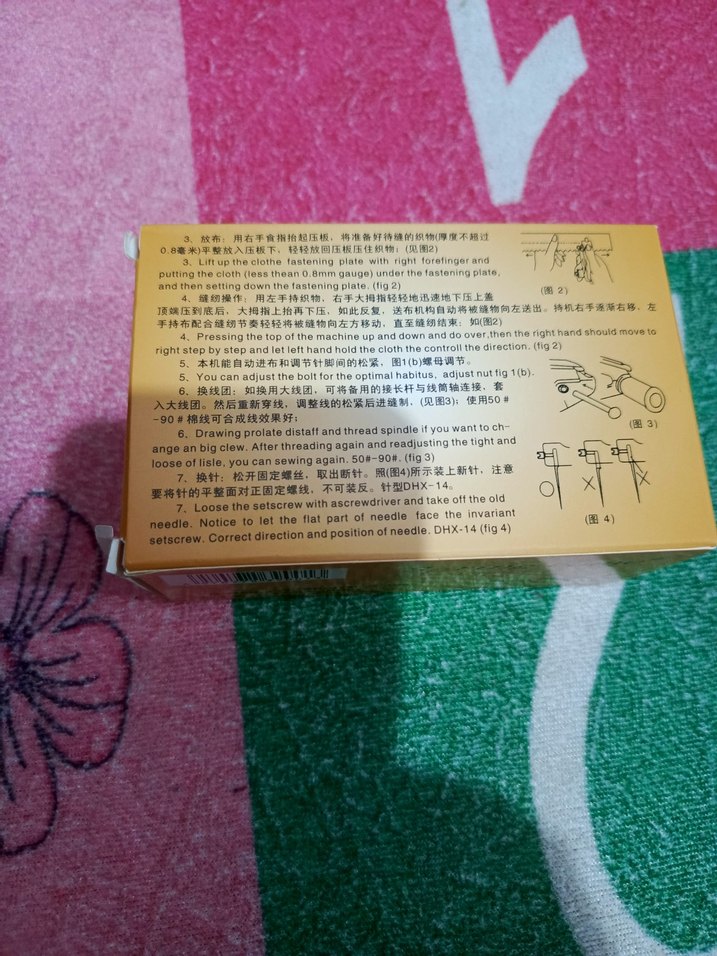 3、放布：用右手食指抬起压板，将准备好待缝的织物(厚度不超过
0.8毫米)平整放入压板下，轻轻放回压板压住织物；(见图2)
3、Lift up the clothe fastening plate with right forefinger and
putting the cloth (less thean 0.8mm gauge) under the fastening plate,
and then setting down the fastening plate. (fig 2)
(图 2)
4、缝纫操作：用左手持织物，右手大拇指轻轻地迅速地下压上盖
顶端压到底后，大拇指上抬再下压，如此反复，送布机构自动将被缝物向左送出。持机右手逐渐右移，左
手持布配合缝纫节奏轻轻将被缝物向左方移动，直至缝纫结束；如(图2)
4、Pressing the top of the machine up and down and do over,then the right hand should move to
right step by step and let left hand hold the cloth the controll the direction. (fig 2)
5、本机能自动进布和调节针脚间的松紧，图1(b)螺母调节。
5、You can adjust the bolt for the optimal habitus, adjust nut fig 1(b).
6、换线团：如换用大线团，可将备用的接长杆与线筒轴连接，套
入大线团。然后重新穿线，调整线的松紧后进缝制，(见图3)；使用50＃
-90＃棉线可合成线效果好；
(图 3)
6、Drawing prolate distaff and thread spindle if you want to ch-
ange an big clew. After threading again and readjusting the tight and
loose of lisle, you can sewing again. 50#-90#. (fig 3)
7、换针：松开固定螺丝，取出断针。照(图4)所示装上新针，注意
要将针的平整面对正固定螺线，不可装反。针型DHX-14。
7、Loose the setscrew with ascrewdriver and take off the old
needle. Notice to let the flat part of needle face the invariant
setscrew. Correct direction and position of needle. DHX-14 (fig 4)
(图 4)